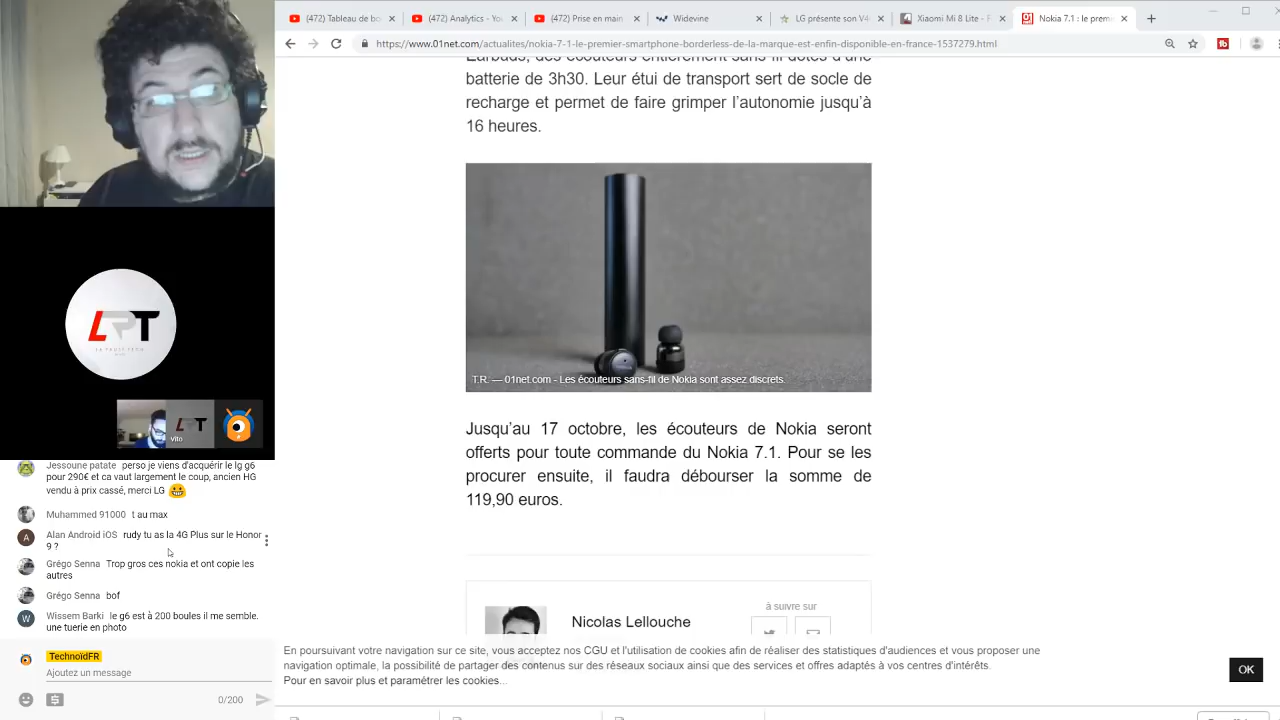 (472) Tableau de bo
(472) Analytics - You
(472) Prise en main
Widevine
LG présente son V4
Xiaomi Mi 8 Lite - F
Nokia 7.1 : le prem
https://www.01net.com/actualites/nokia-7-1-le-premier-smartphone-borderless-de-la-marque-est-enfin-disponible-en-france-1537279.html
Earbuds, des écouteurs entièrement sans-fil dotés d'une
batterie de 3h30. Leur étui de transport sert de socle de
recharge et permet de faire grimper l'autonomie jusqu'à
16 heures.
T.R. — 01net.com - Les écouteurs sans-fil de Nokia sont assez discrets.
Jusqu'au 17 octobre, les écouteurs de Nokia seront
offerts pour toute commande du Nokia 7.1. Pour se les
procurer ensuite, il faudra débourser la somme de
119,90 euros.
Nicolas Lellouche
à suivre sur
En poursuivant votre navigation sur ce site, vous acceptez nos CGU et l'utilisation de cookies afin de réaliser des statistiques d'audiences et vous proposer une
navigation optimale, la possibilité de partager des contenus sur des réseaux sociaux ainsi que des services et offres adaptés à vos centres d'intérêts.
Pour en savoir plus et paramétrer les cookies...
OK
LRT
LRT
Vito
Jessoune patate perso je viens d'acquérir le lg g6
pour 290€ et ca vaut largement le coup, ancien HG
vendu à prix cassé, merci LG
Muhammed 91000 t au max
Alan Android iOS rudy tu as la 4G Plus sur le Honor
9 ?
Grégo Senna Trop gros ces nokia et ont copie les
autres
Grégo Senna bof
Wissem Barki le g6 est à 200 boules il me semble.
une tuerie en photo
TechnoïdFR
Ajoutez un message
0/200